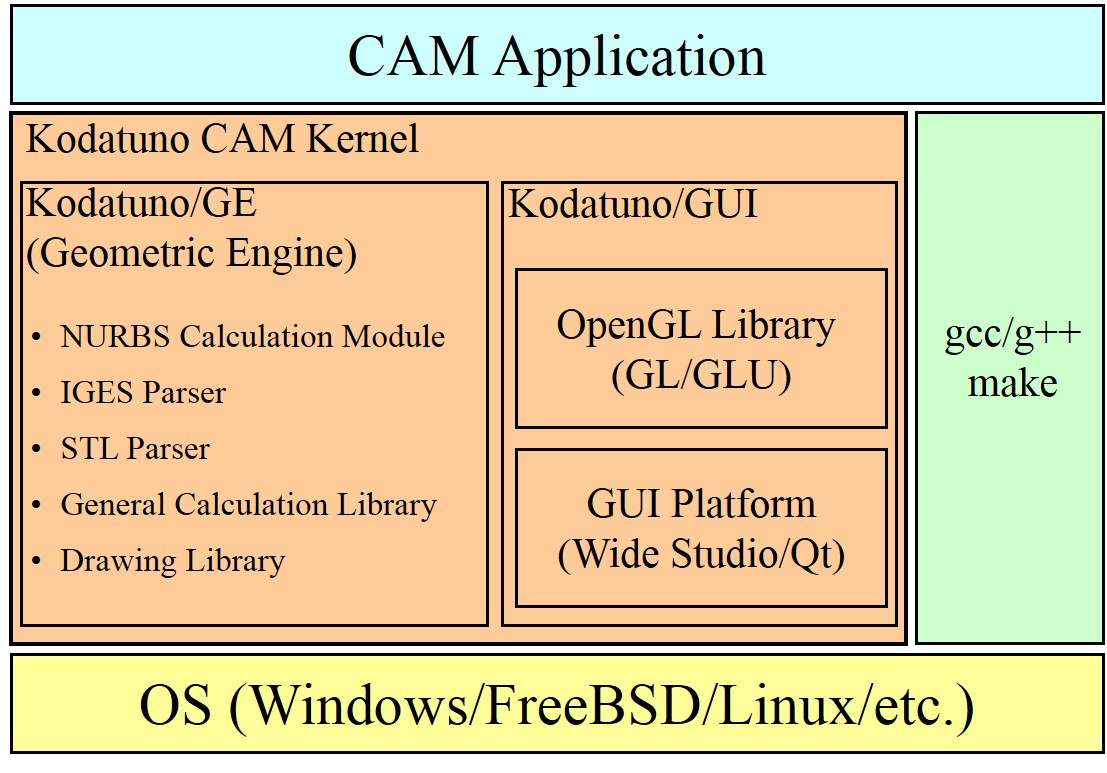 CAM Application
Kodatuno CAM Kernel
Kodatuno/GE
(Geometric Engine)
• NURBS Calculation Module
• IGES Parser
• STL Parser
• General Calculation Library
• Drawing Library
Kodatuno/GUI
OpenGL Library
(GL/GLU)
GUI Platform
(Wide Studio/Qt)
gcc/g++
make
OS (Windows/FreeBSD/Linux/etc.)